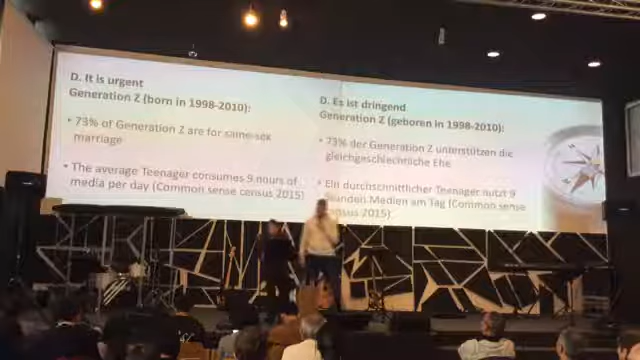 D. It is urgent
Generation Z (born in 1998-2010):
• 73% of Generation Z are for same-sex
marriage
• The average Teenager consumes 9 hours of
media per day (Common sense census 2015)
D. Es ist dringend
Generation Z (geboren in 1998-2010):
• 73% der Generation Z unterstützen die
gleichgeschlechtliche Ehe
• Ein durchschnittlicher Teenager nutzt 9
Stunden Medien am Tag (Common sense
census 2015)